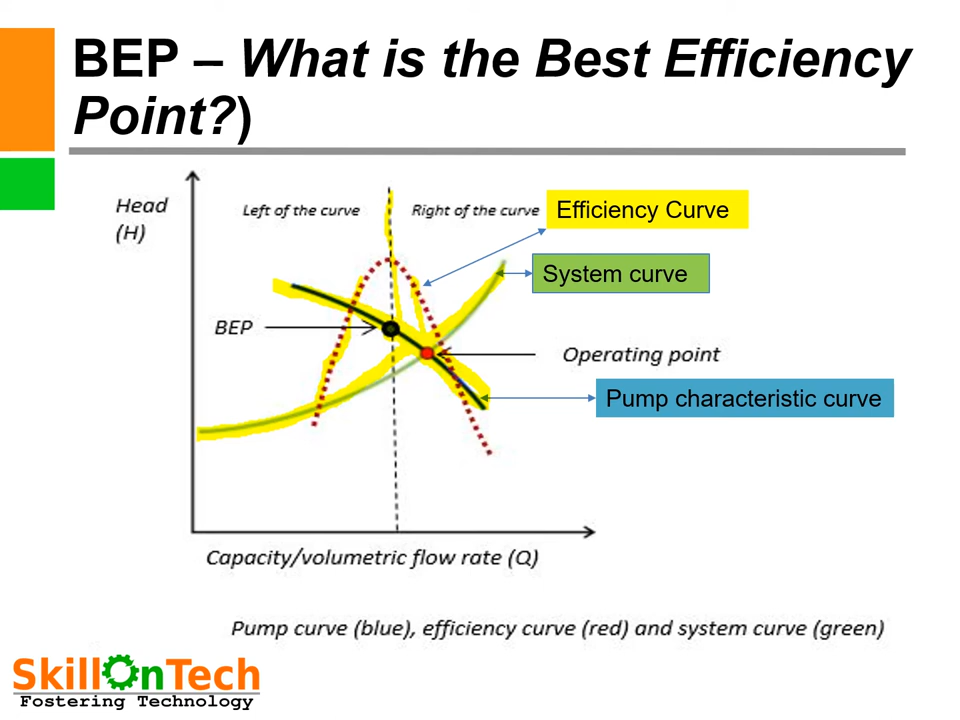 BEP – What is the Best Efficiency
Point?)
Head
(H)
Left of the curve
Right of the curve
Efficiency Curve
System curve
BEP
Operating point
Pump characteristic curve
Capacity/volumetric flow rate (Q)
Pump curve (blue), efficiency curve (red) and system curve (green)
SkillOnTech
Fostering Technology